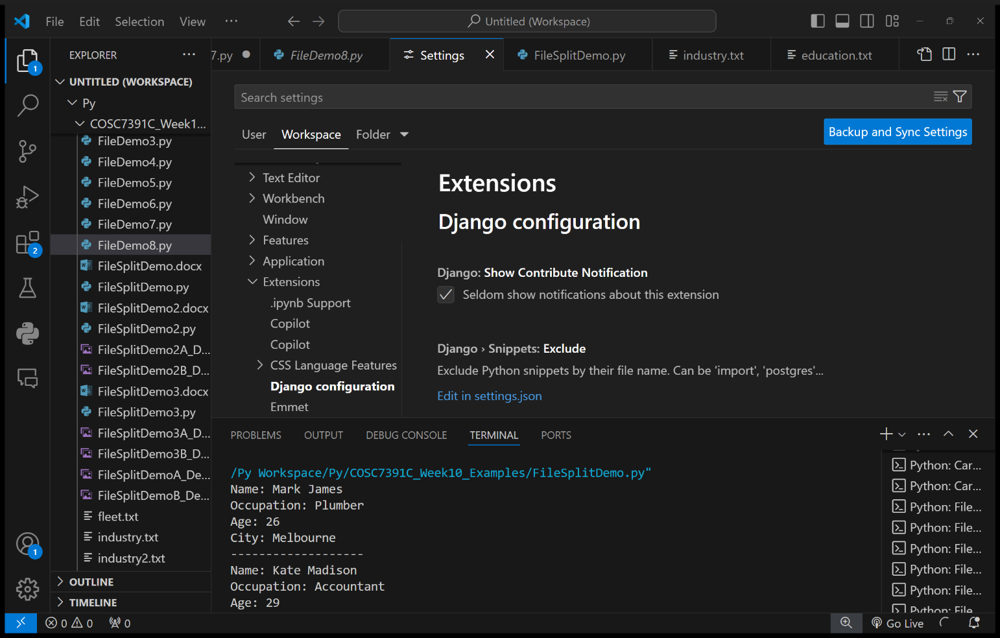 File Edit Selection View ··· Untitled (Workspace)
EXPLORER
7.py FileDemo8.py Settings FileSplitDemo.py industry.txt education.txt
UNTITLED (WORKSPACE)
Py
COSC7391C_Week1...
FileDemo3.py
FileDemo4.py
FileDemo5.py
FileDemo6.py
FileDemo7.py
FileDemo8.py
FileSplitDemo.docx
FileSplitDemo.py
FileSplitDemo2.docx
FileSplitDemo2.py
FileSplitDemo2A_D...
FileSplitDemo2B_D...
FileSplitDemo3.docx
FileSplitDemo3.py
FileSplitDemo3A_D...
FileSplitDemo3B_D...
FileSplitDemoA_De...
FileSplitDemoB_De...
fleet.txt
industry.txt
industry2.txt
OUTLINE
TIMELINE
1
2
1
Search settings
User Workspace Folder
Backup and Sync Settings
Text Editor
Workbench
Window
Features
Application
Extensions
.ipynb Support
Copilot
Copilot
CSS Language Features
Django configuration
Emmet
Extensions
Django configuration
Django: Show Contribute Notification
Seldom show notifications about this extension
Django › Snippets: Exclude
Exclude Python snippets by their file name. Can be 'import', 'postgres'...
Edit in settings.json
PROBLEMS OUTPUT DEBUG CONSOLE TERMINAL PORTS
/Py Workspace/Py/COSC7391C_Week10_Examples/FileSplitDemo.py"
Name: Mark James
Occupation: Plumber
Age: 26
City: Melbourne
-------------------
Name: Kate Madison
Occupation: Accountant
Age: 29
Python: Car...
Python: Car...
Python: File...
Python: File...
Python: File...
Python: File...
Python: File...
Python: File
0 0 0
Go Live